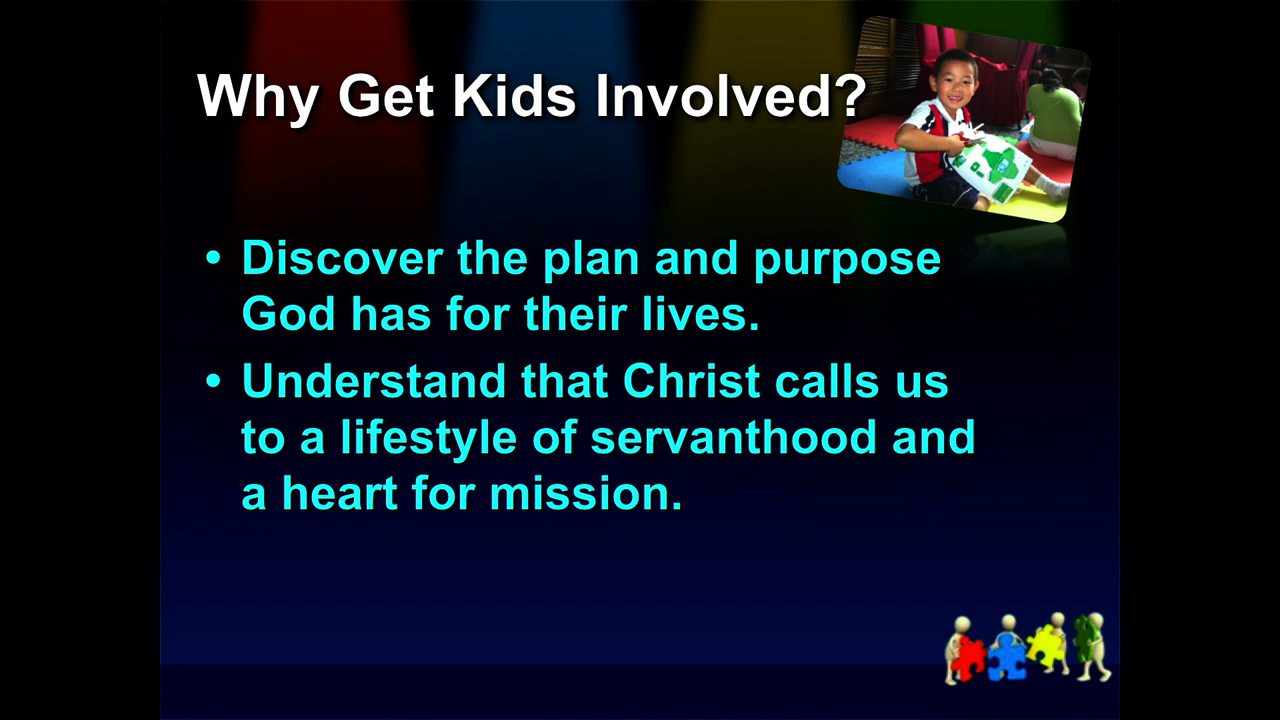 Why Get Kids Involved?
• Discover the plan and purpose
God has for their lives.
• Understand that Christ calls us
to a lifestyle of servanthood and
a heart for mission.